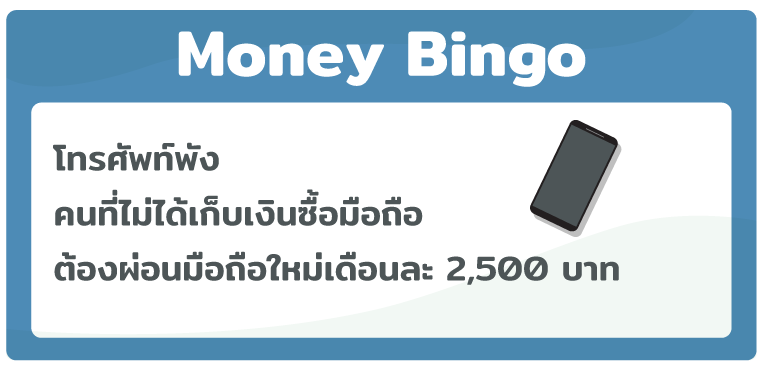 Money Bingo
โทรศัพท์พัง
คนที่ไม่ได้เก็บเงินซื้อมือถือ
ต้องผ่อนมือถือใหม่เดือนละ 2,500 บาท